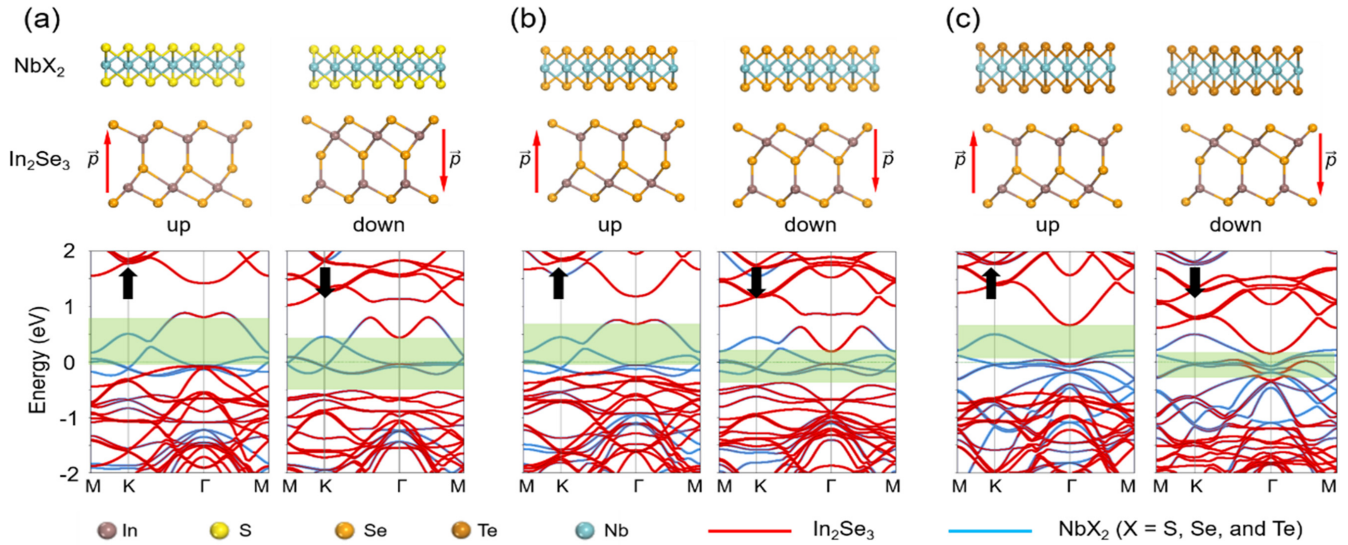 (a) (b) (c)
NbX₂
In₂Se₃ p⃗ p⃗ p⃗ p⃗ p⃗ p⃗
up down up down up down
2
1
0
-1
-2
Energy (eV)
M K Γ M M K Γ M M K Γ M M K Γ M M K Γ M M K Γ M
In S Se Te Nb In₂Se₃ NbX₂ (X = S, Se, and Te)